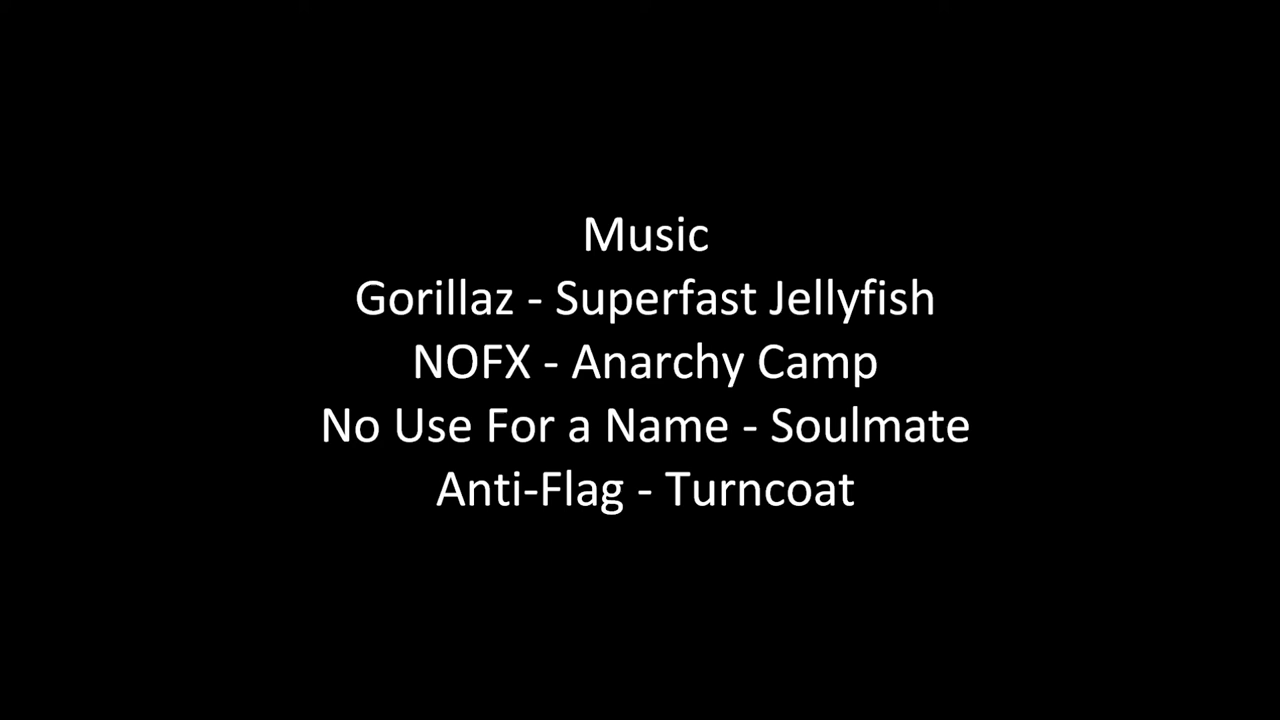 Music
Gorillaz - Superfast Jellyfish
NOFX - Anarchy Camp
No Use For a Name - Soulmate
Anti-Flag - Turncoat